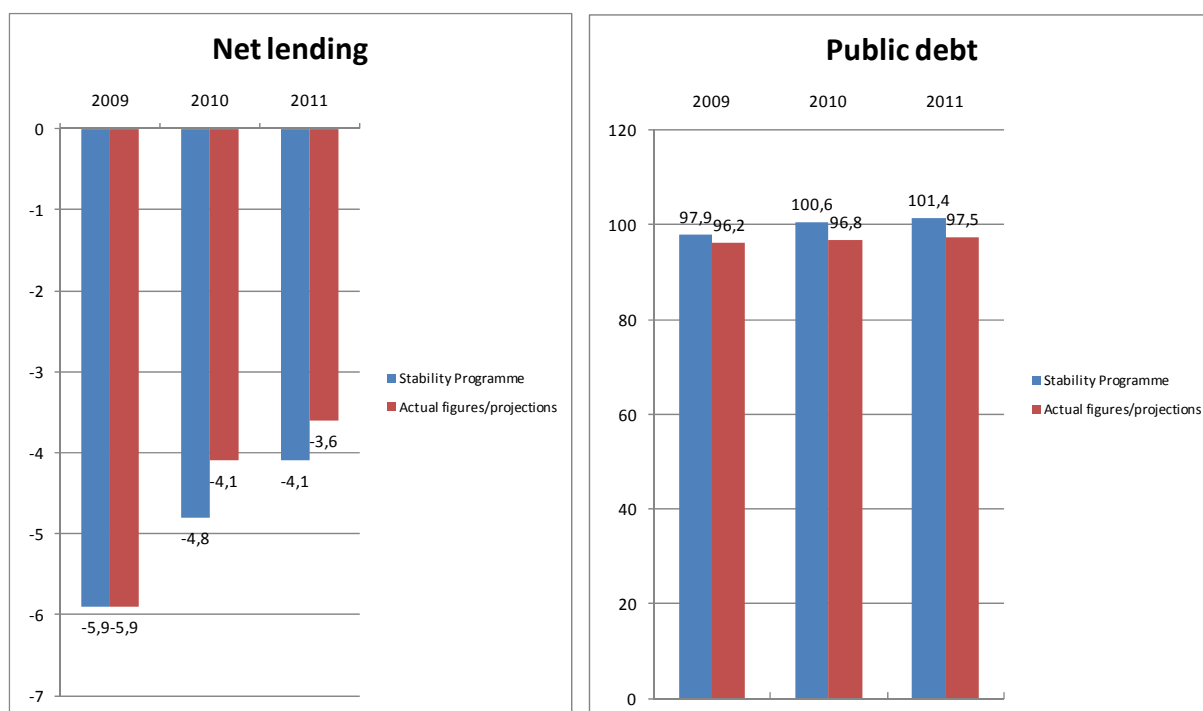 Net lending
2009 2010 2011
0
-1
-2
-3
-4
-5
-6
-7
-5,9 -5,9
-4,8
-4,1
-4,1
-3,6
Stability Programme
Actual figures/projections
Public debt
2009 2010 2011
120
100
80
60
40
20
0
97,9 96,2
100,6 96,8
101,4 97,5
Stability Programme
Actual figures/projections